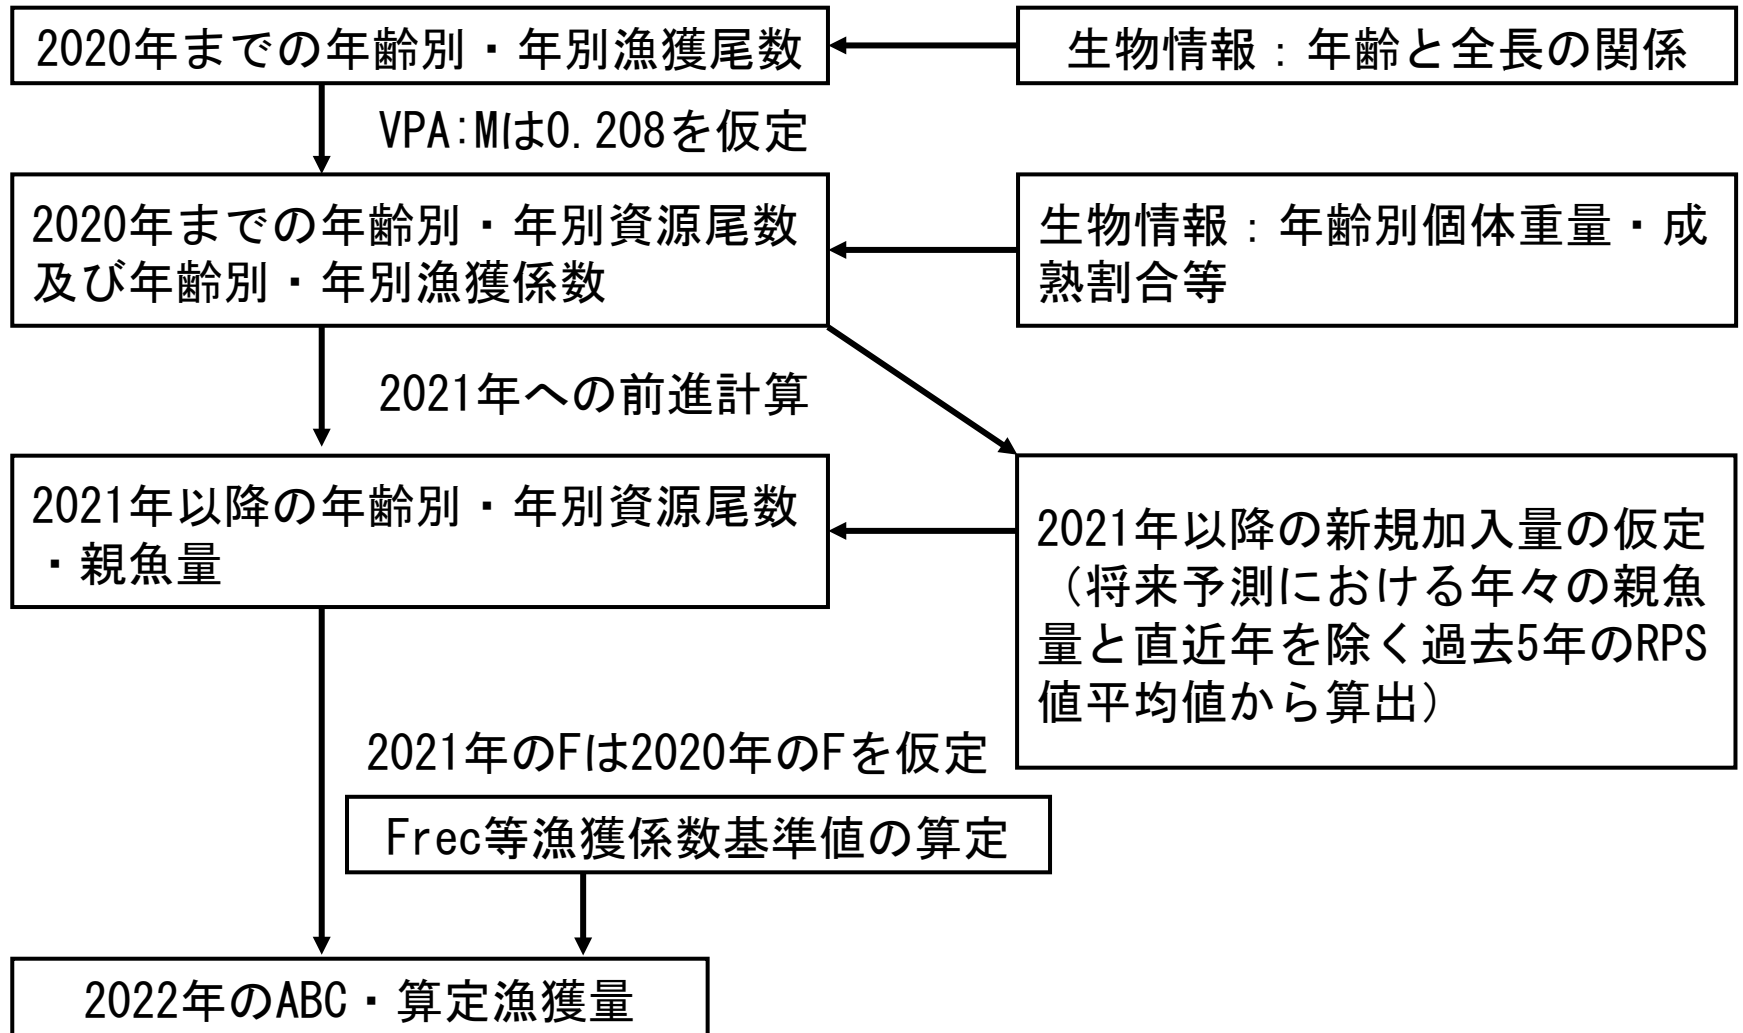 2020年までの年齢別・年別漁獲尾数
生物情報：年齢と全長の関係
VPA:Mは0.208を仮定
2020年までの年齢別・年別資源尾数
及び年齢別・年別漁獲係数
生物情報：年齢別個体重量・成
熟割合等
2021年への前進計算
2021年以降の年齢別・年別資源尾数
・親魚量
2021年以降の新規加入量の仮定
（将来予測における年々の親魚
量と直近年を除く過去5年のRPS
値平均値から算出）
2021年のFは2020年のFを仮定
Frec等漁獲係数基準値の算定
2022年のABC・算定漁獲量